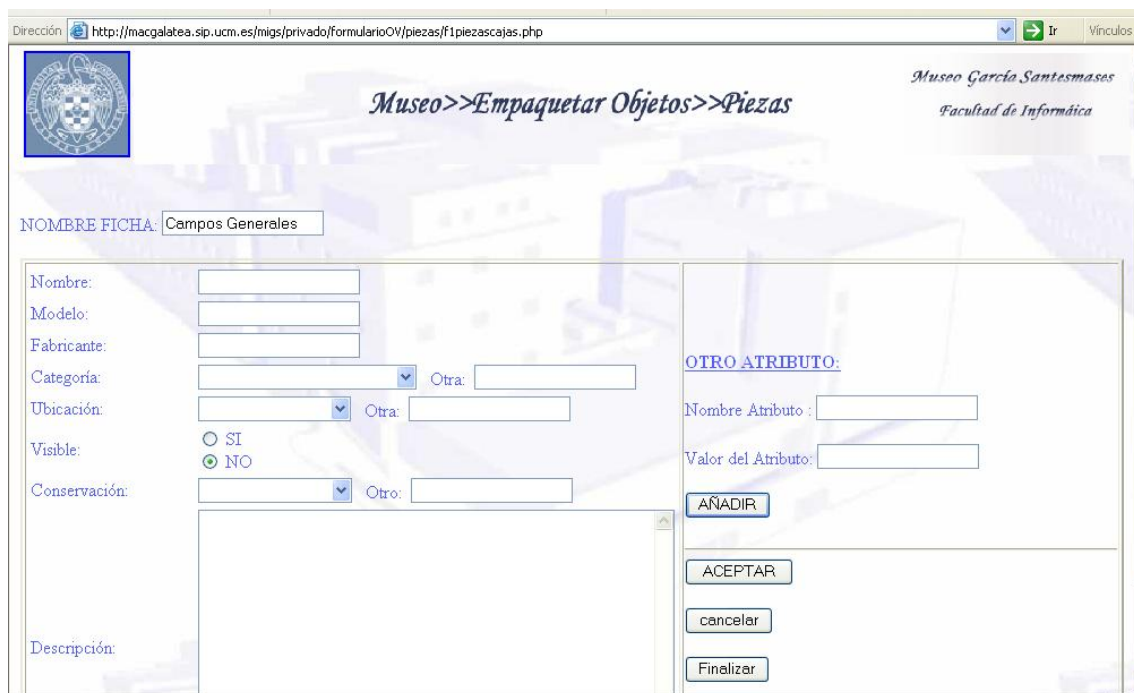 Dirección http://macgalatea.sip.ucm.es/migs/privado/formularioOV/piezas/f1piezascajas.php Ir Vínculos
Museo>>Empaquetar Objetos>>Piezas
Museo García Santesmases
Facultad de Informáica
NOMBRE FICHA: Campos Generales
Nombre:
Modelo:
Fabricante:
Categoría: Otra:
Ubicación: Otra:
Visible: SI
NO
Conservación: Otro:
Descripción:
OTRO ATRIBUTO:
Nombre Atributo :
Valor del Atributo:
AÑADIR
ACEPTAR
cancelar
Finalizar